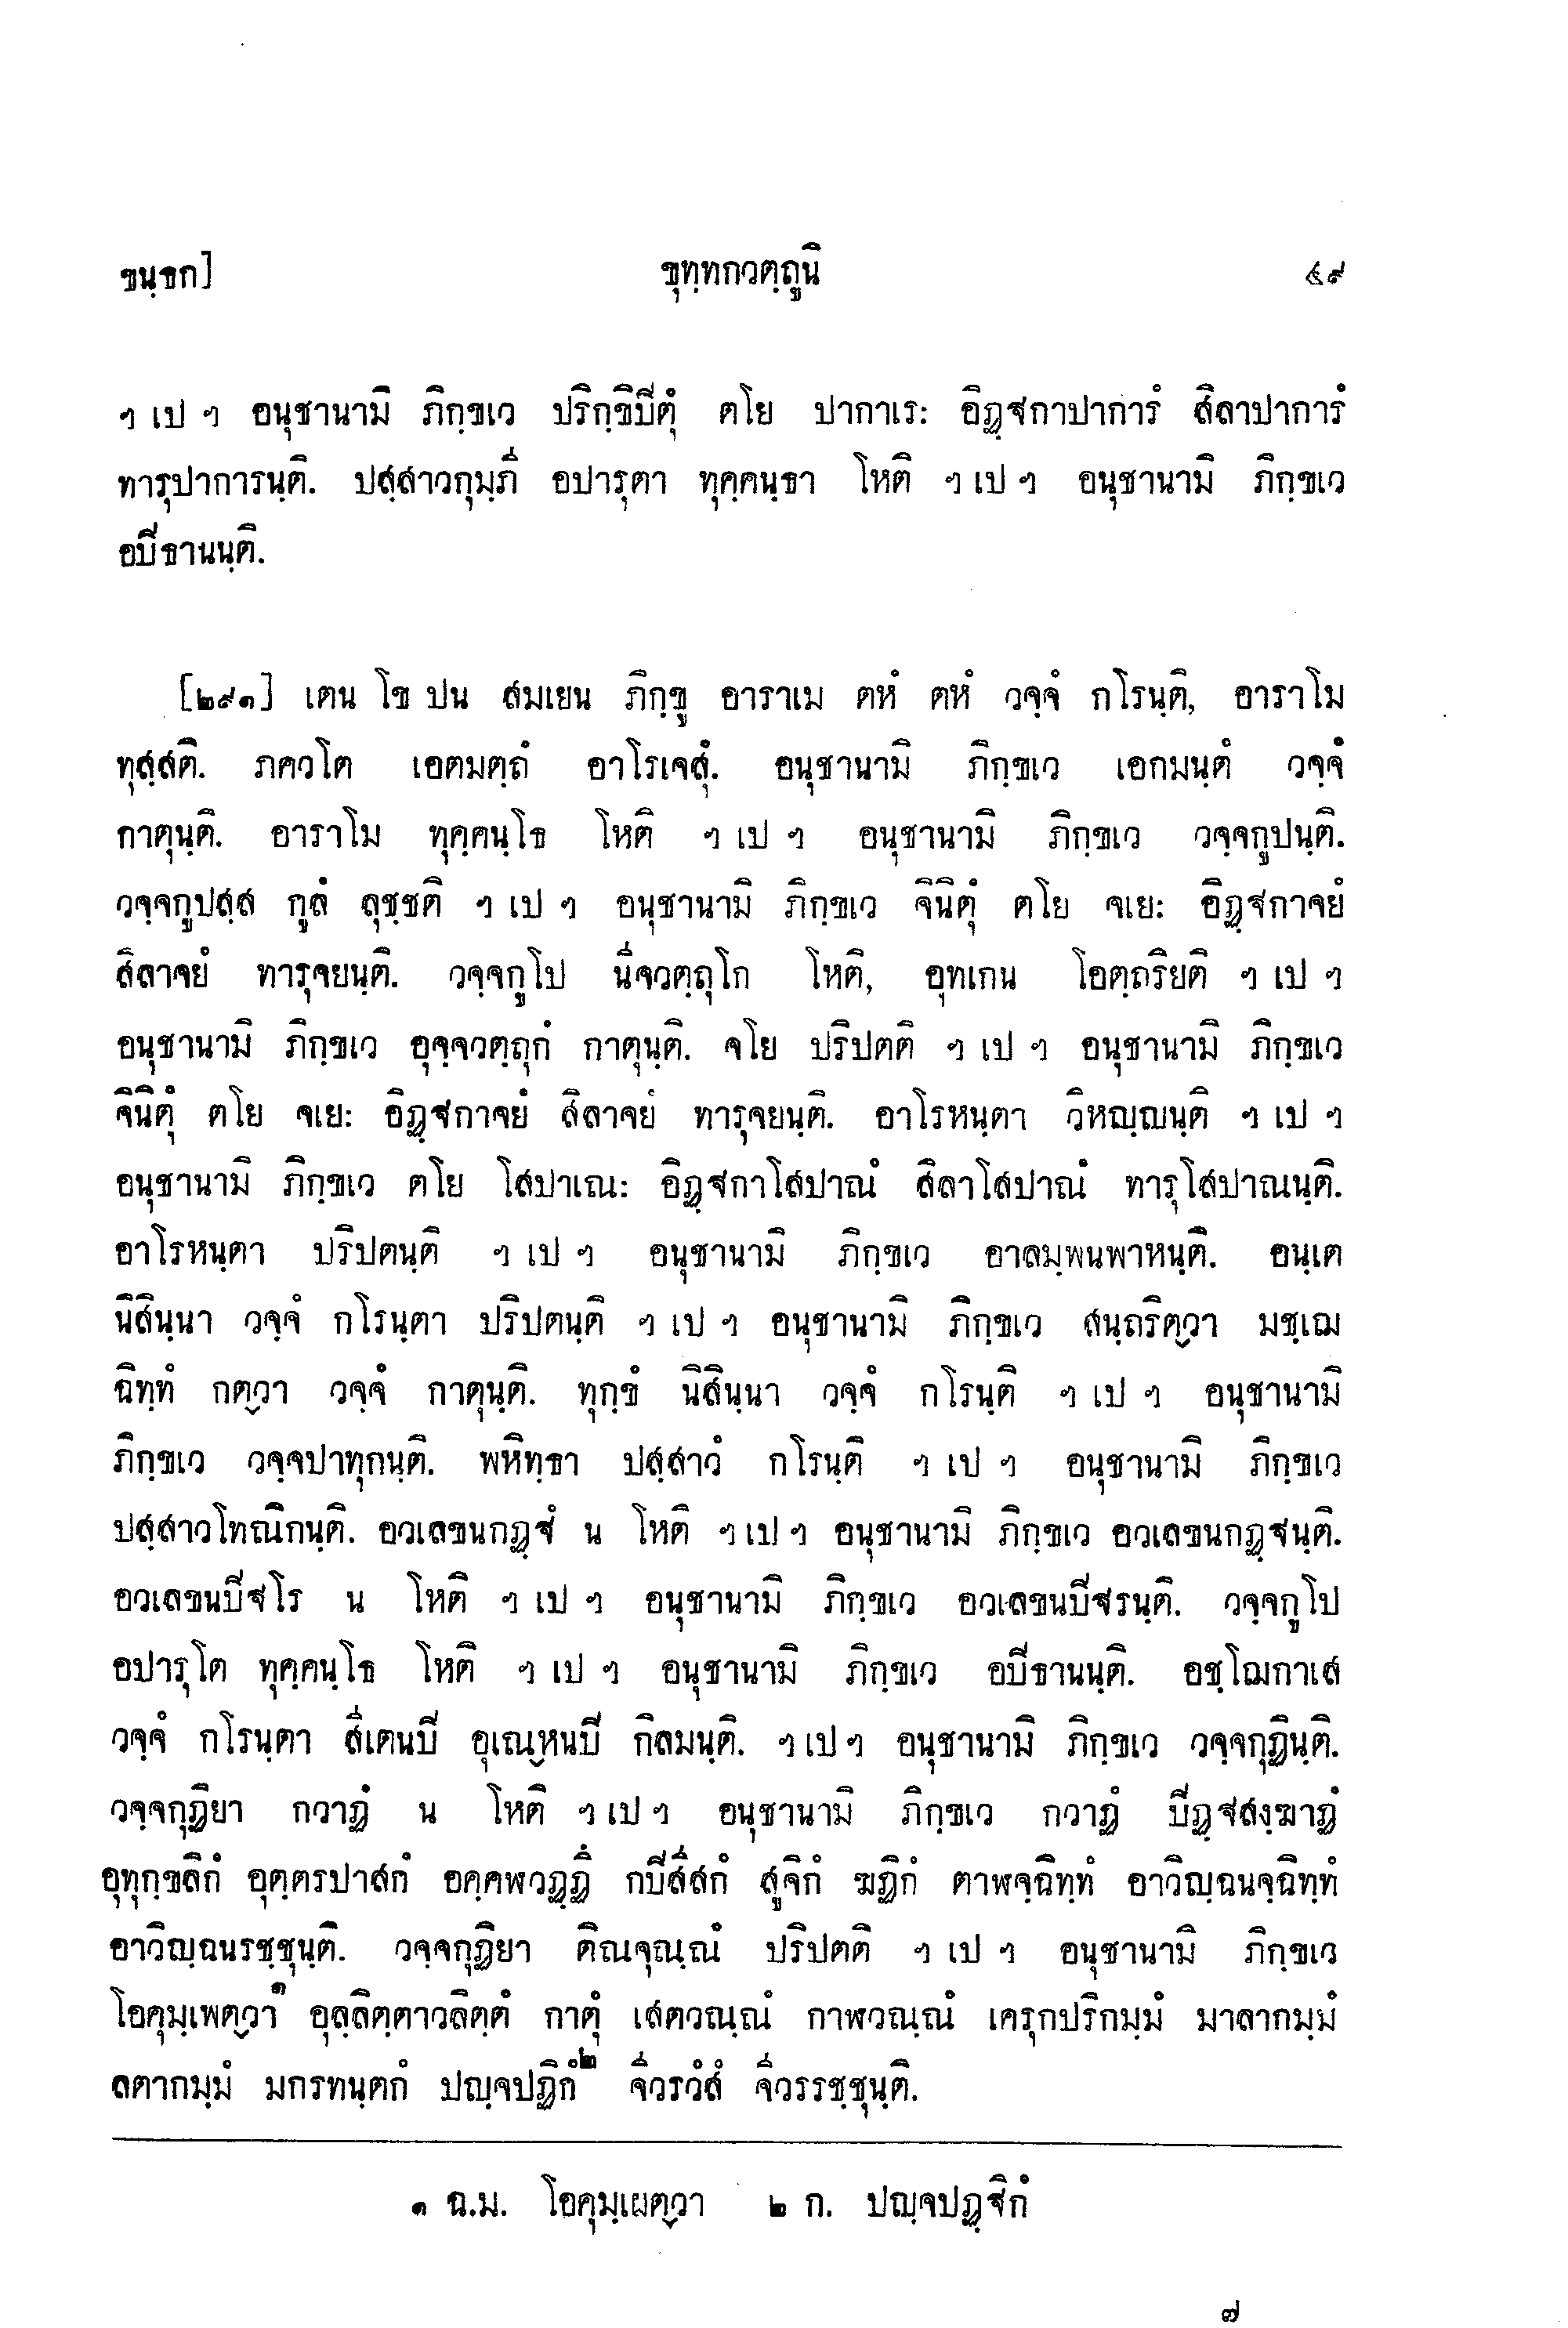 ขนฺธก] ขุทฺทกวตฺถูนิ ๔๙
ฯ เป ฯ อนุชานามิ ภิกฺขเว ปริกฺขิปีตุํ ตโย ปากาเร: อิฏฺฐกาปาการํ สิลาปาการํ
ทารุปาการนฺติ. ปสฺสาวกุมฺภี อปารุตา ทุคฺคนฺธา โหติ ฯ เป ฯ อนุชานามิ ภิกฺขเว
อปีธานนฺติ.
[๒๙๑] เตน โข ปน สมเยน ภิกฺขู อาราเม ตหํ ตหํ วจฺจํ กโรนฺติ, อาราโม
ทุสฺสติ. ภควโต เอตมตฺถํ อาโรเจสุํ. อนุชานามิ ภิกฺขเว เอกมนฺตํ วจฺจํ
กาตุนฺติ. อาราโม ทุคฺคนฺโธ โหติ ฯ เป ฯ อนุชานามิ ภิกฺขเว วจฺจกูปนฺติ.
วจฺจกูปสฺส กูลํ ลุชฺชติ ฯ เป ฯ อนุชานามิ ภิกฺขเว จินิตุํ ตโย จเย: อิฏฺฐกาจยํ
สิลาจยํ ทารุจยนฺติ. วจฺจกูโป นีจวตฺถุโก โหติ, อุทเกน โอตฺถริยติ ฯ เป ฯ
อนุชานามิ ภิกฺขเว อุจฺจวตฺถุกํ กาตุนฺติ. จโย ปริปตติ ฯ เป ฯ อนุชานามิ ภิกฺขเว
จินิตุํ ตโย จเย: อิฏฺฐกาจยํ สิลาจยํ ทารุจยนฺติ. อาโรหนฺตา วิหญฺญนฺติ ฯ เป ฯ
อนุชานามิ ภิกฺขเว ตโย โสปาเณ: อิฏฺฐกาโสปาณํ สิลาโสปาณํ ทารุโสปาณนฺติ.
อาโรหนฺตา ปริปตนฺติ ฯ เป ฯ อนุชานามิ ภิกฺขเว อาลมฺพนพาหนฺติ. อนฺเต
นิสินฺนา วจฺจํ กโรนฺตา ปริปตนฺติ ฯ เป ฯ อนุชานามิ ภิกฺขเว สนฺถริตฺวา มชฺเฌ
ฉิทฺทํ กตฺวา วจฺจํ กาตุนฺติ. ทุกฺขํ นิสินฺนา วจฺจํ กโรนฺติ ฯ เป ฯ อนุชานามิ
ภิกฺขเว วจฺจปาทุกนฺติ. พหิทฺธา ปสฺสาวํ กโรนฺติ ฯ เป ฯ อนุชานามิ ภิกฺขเว
ปสฺสาวโทณิกนฺติ. อวเลขนกฏฺฐํ น โหติ ฯ เป ฯ อนุชานามิ ภิกฺขเว อวเลขนกฏฺฐนฺติ.
อวเลขนปีฐโร น โหติ ฯ เป ฯ อนุชานามิ ภิกฺขเว อวเลขนปีฐรนฺติ. วจฺจกูโป
อปารุโต ทุคฺคนฺโธ โหติ ฯ เป ฯ อนุชานามิ ภิกฺขเว อปีธานนฺติ. อชฺโฌกาเส
วจฺจํ กโรนฺตา สีเตนปี อุเณฺหนปี กิลมนฺติ. ฯ เป ฯ อนุชานามิ ภิกฺขเว วจฺจกุฏินฺติ.
วจฺจกุฏิยา กวาฏํ น โหติ ฯ เป ฯ อนุชานามิ ภิกฺขเว กวาฏํ ปีฏฺฐสงฺฆาฏํ
อุทุกฺขลิกํ อุตฺตรปาสกํ อคฺคฬวฏฺฏึ กปีสีสกํ สูจิกํ ฆฏิกํ ตาฬจฺฉิทฺทํ อาวิญฺฉนจฺฉิทฺทํ
อาวิญฺฉนรชฺชุนฺติ. วจฺจกุฏิยา ติณจุณฺณํ ปริปตติ ฯ เป ฯ อนุชานามิ ภิกฺขเว
โอคุมฺเพตฺวา๑ อุลฺลิตฺตาวลิตฺตํ กาตุํ เสตวณฺณํ กาฬวณฺณํ เครุกปริกมฺมํ มาลากมฺมํ
ลตากมฺมํ มกรทนฺตกํ ปญฺจปฏิกํ๒ จีวรวํสํ จีวรรชฺชุนฺติ.
๑ ฉ.ม. โอคุมฺเผตฺวา ๒ ก. ปญฺจปฏฺฐิกํ
๗